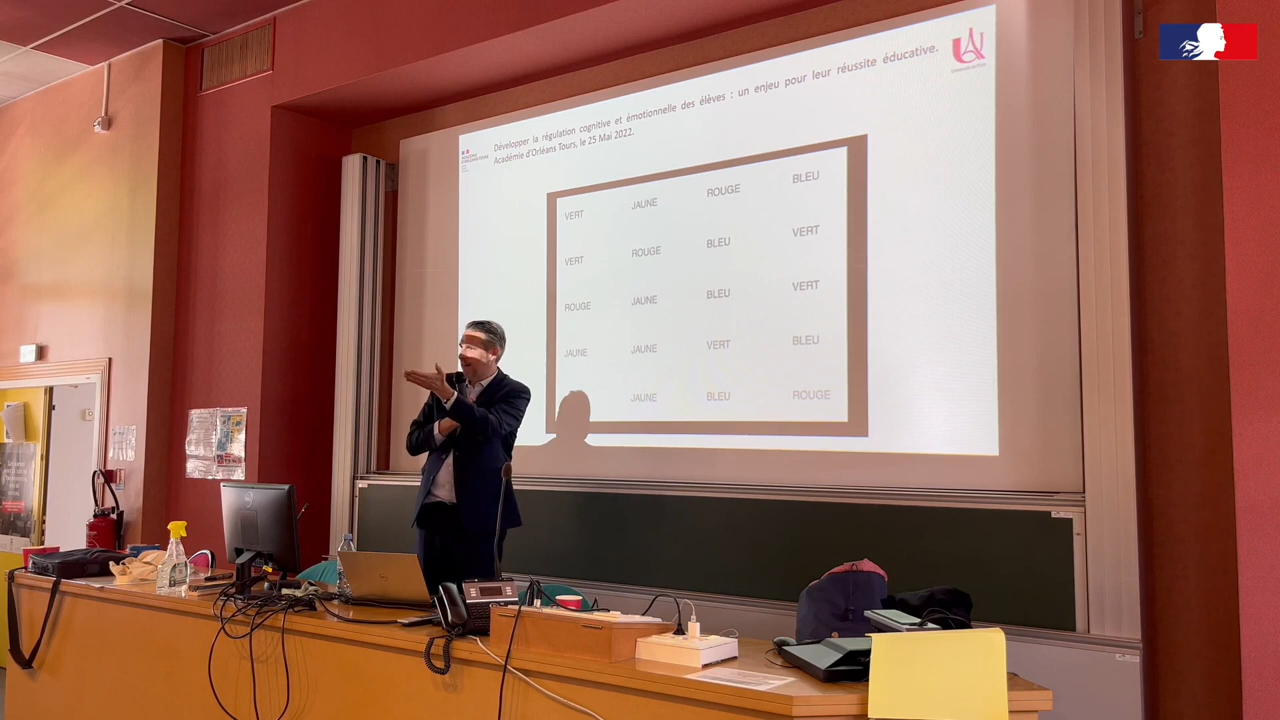 Développer la régulation cognitive et émotionnelle des élèves : un enjeu pour leur réussite éducative.
Académie d'Orléans Tours, le 25 Mai 2022.
VERT JAUNE ROUGE BLEU
VERT ROUGE BLEU VERT
ROUGE JAUNE BLEU VERT
JAUNE JAUNE VERT BLEU
JAUNE BLEU ROUGE